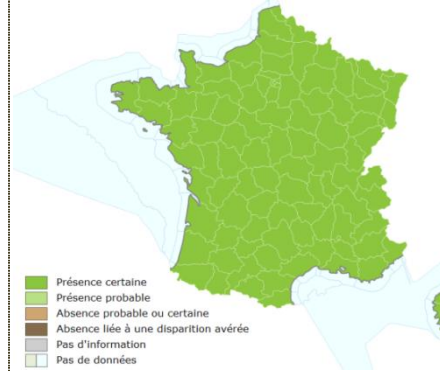 Présence certaine
Présence probable
Absence probable ou certaine
Absence liée à une disparition avérée
Pas d'information
Pas de données